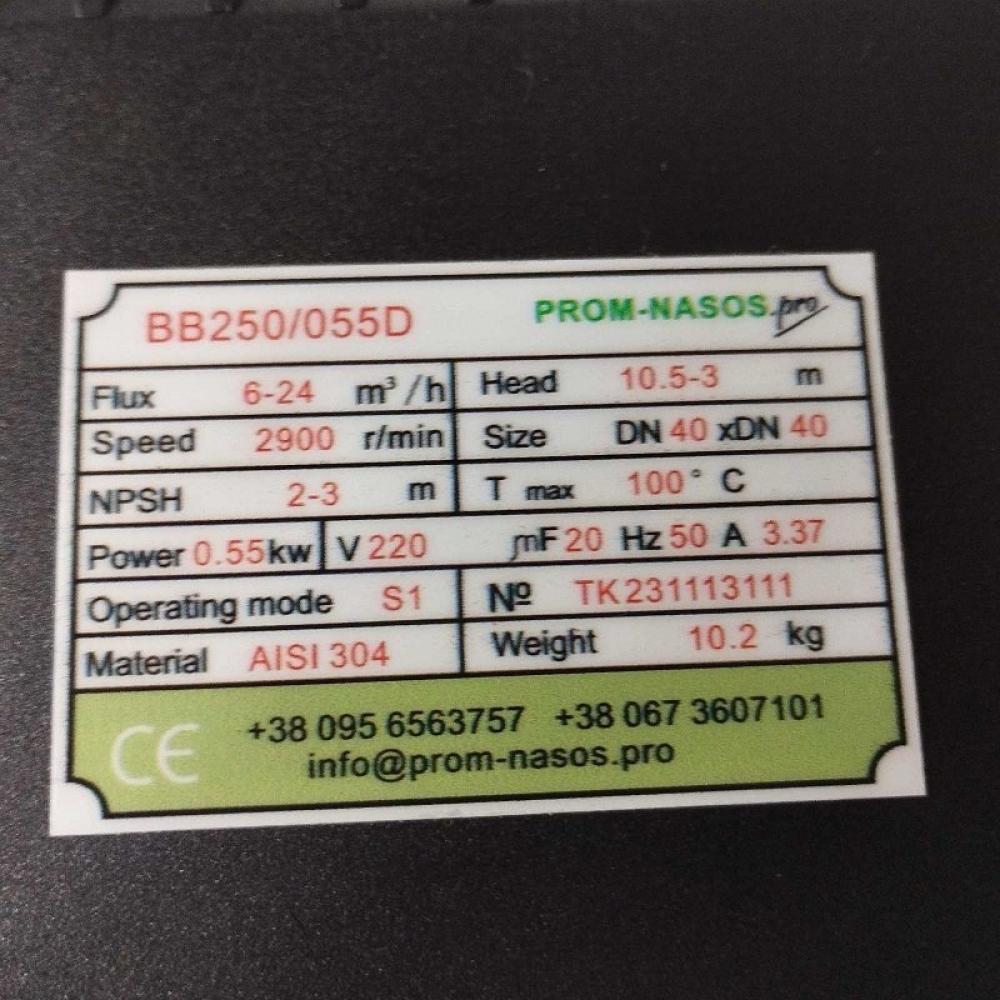 BB250/055D PROM-NASOS.pro
Flux 6-24 m³/h Head 10.5-3 m
Speed 2900 r/min Size DN 40 xDN 40
NPSH 2-3 m T max 100° C
Power 0.55kw V 220 mF 20 Hz 50 A 3.37
Operating mode S1 Nº TK231113111
Material AISI 304 Weight 10.2 kg
CE +38 095 6563757 +38 067 3607101
info@prom-nasos.pro